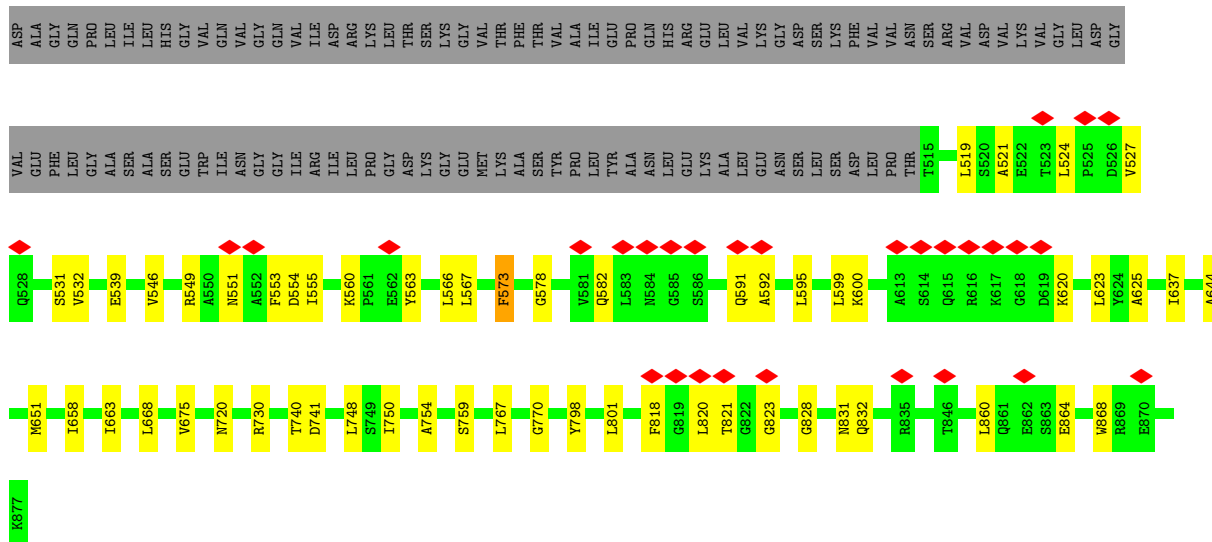 ASP ALA GLY GLN PRO LEU ILE LEU HIS GLY VAL GLN VAL GLY GLN VAL ILE ASP ARG LYS LEU THR SER LYS GLY VAL THR PHE THR VAL ALA ILE GLU PRO GLN HIS ARG GLU LEU VAL LYS GLY ASP SER LYS PHE VAL VAL ASN SER ARG VAL ASP VAL LYS VAL GLY LEU ASP GLY
VAL GLU PHE LEU GLY ALA SER ALA SER GLU TRP ILE ASN GLY GLY ILE ARG ILE LEU PRO GLY ASP LYS GLY GLU MET LYS ALA SER TYR PRO LEU TYR ALA ASN LEU GLU LYS ALA LEU GLU ASN SER LEU SER ASP LEU PRO THR T515 L519 S520 A521 E522 T523 L524 P525 D526 V527
Q528 S531 V532 E539 V546 R549 A550 N551 A552 F553 D554 I555 K560 P561 E562 Y563 L566 L567 F573 G578 V581 Q582 L583 N584 G585 S586 Q591 A592 L595 L599 K600 A613 S614 Q615 R616 K617 G618 D619 K620 L623 Y624 A625 I637 A644
M651 I658 I663 L668 V675 N720 R730 T740 D741 L748 S749 I750 A754 S759 L767 G770 Y798 L801 F818 G819 L820 T821 G822 G823 G828 N831 Q832 R835 T846 L860 Q861 E862 S863 E864 W868 R869 E870
K877